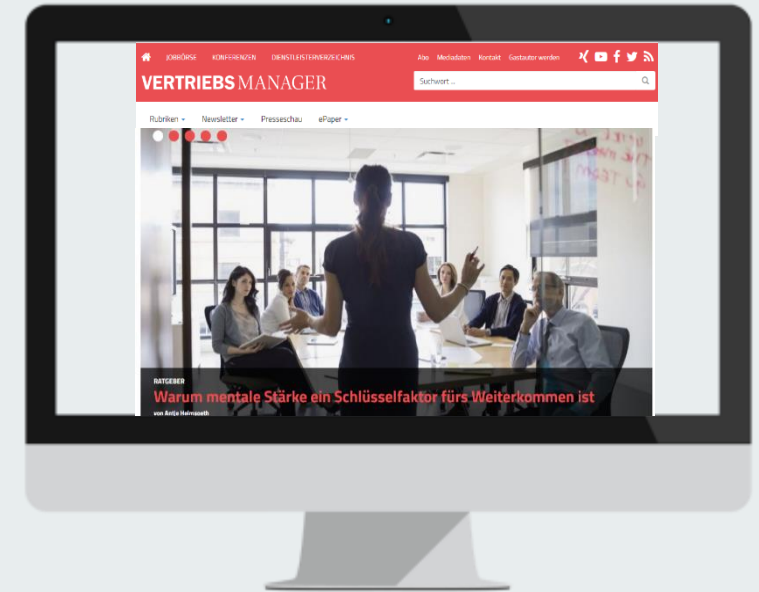 JOBBÖRSE KONFERENZEN DIENSTLEISTERVERZEICHNIS
Abo Mediadaten Kontakt Gastautor werden
VERTRIEBSMANAGER
Suchwort ...
Rubriken Newsletter Presseschau ePaper
RATGEBER
Warum mentale Stärke ein Schlüsselfaktor fürs Weiterkommen ist
von Antje Heimsoeth